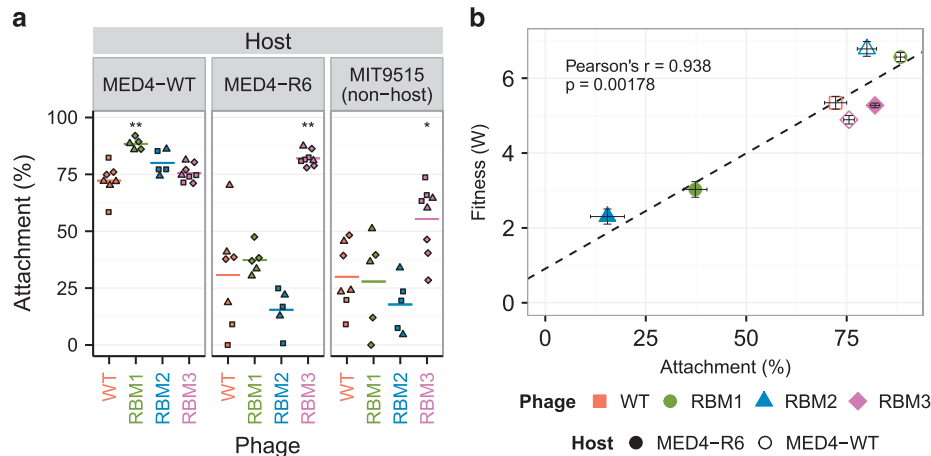 a
Host
MED4−WT
MED4−R6
MIT9515
(non−host)
Attachment (%)
100
75
50
25
0
**
**
*
WT
RBM1
RBM2
RBM3
WT
RBM1
RBM2
RBM3
WT
RBM1
RBM2
RBM3
Phage
b
Fitness (W)
6
4
2
0
Pearson's r = 0.938
p = 0.00178
0 25 50 75
Attachment (%)
Phage WT RBM1 RBM2 RBM3
Host MED4−R6 MED4−WT